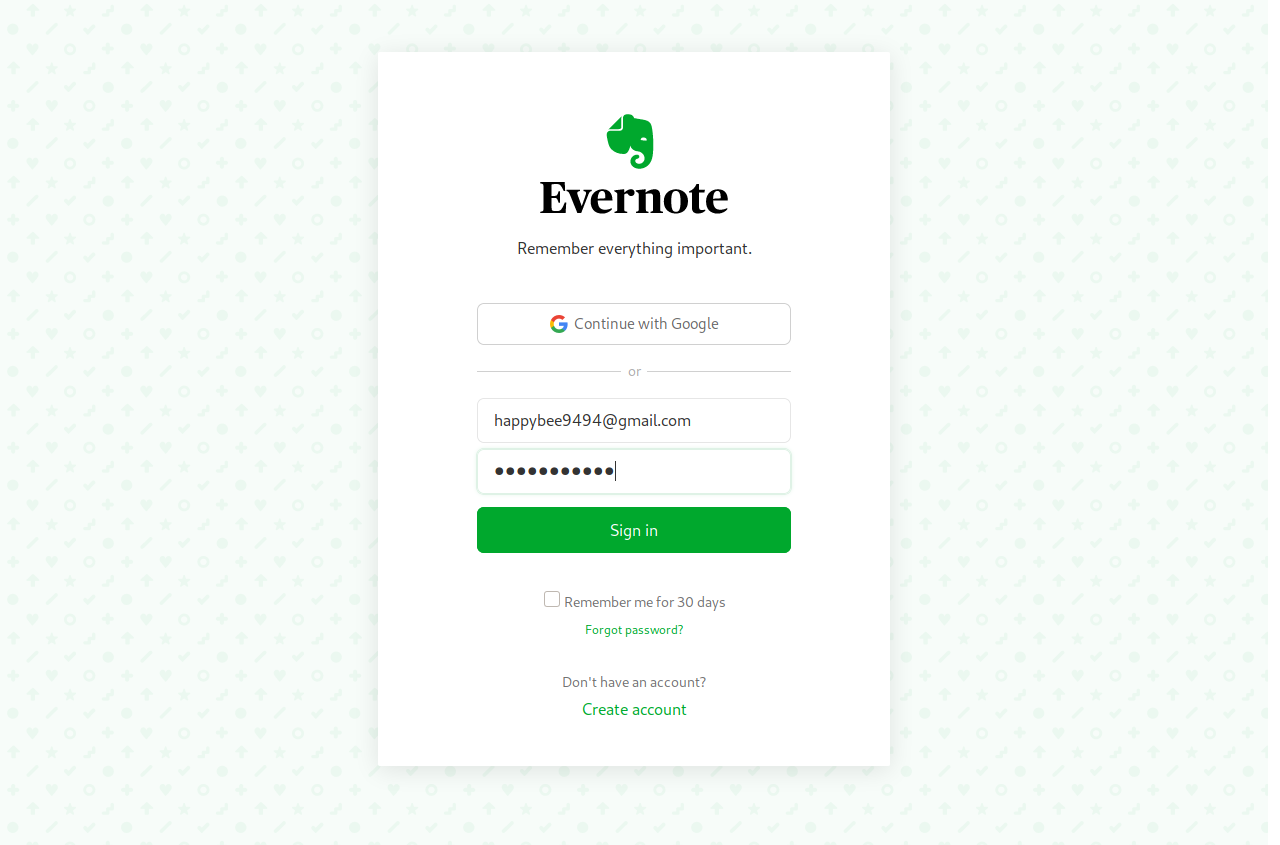 Evernote
Remember everything important.
Continue with Google
or
happybee9494@gmail.com
●●●●●●●●●●●
Sign in
Remember me for 30 days
Forgot password?
Don't have an account?
Create account